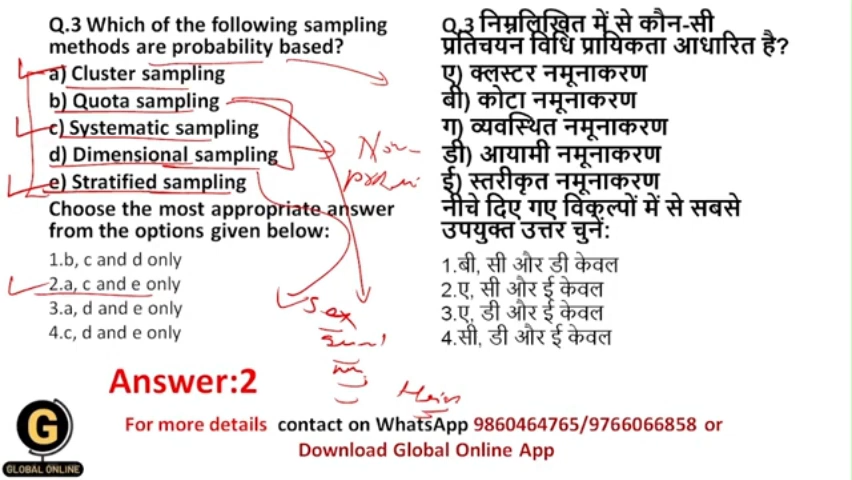 Q.3 Which of the following sampling
methods are probability based?
a) Cluster sampling
b) Quota sampling
c) Systematic sampling
d) Dimensional sampling
e) Stratified sampling
Choose the most appropriate answer
from the options given below:
1.b, c and d only
2.a, c and e only
3.a, d and e only
4.c, d and e only
Q.3 निम्नलिखित में से कौन-सी
प्रतिचयन विधि प्रायिकता आधारित है?
ए) क्लस्टर नमूनाकरण
बी) कोटा नमूनाकरण
ग) व्यवस्थित नमूनाकरण
डी) आयामी नमूनाकरण
ई) स्तरीकृत नमूनाकरण
नीचे दिए गए विकल्पों में से सबसे
उपयुक्त उत्तर चुनें:
1.बी, सी और डी केवल
2.ए, सी और ई केवल
3.ए, डी और ई केवल
4.सी, डी और ई केवल
Non-
Sex
Answer:2
For more details contact on WhatsApp 9860464765/9766066858 or
Download Global Online App
G
GLOBAL ONLINE